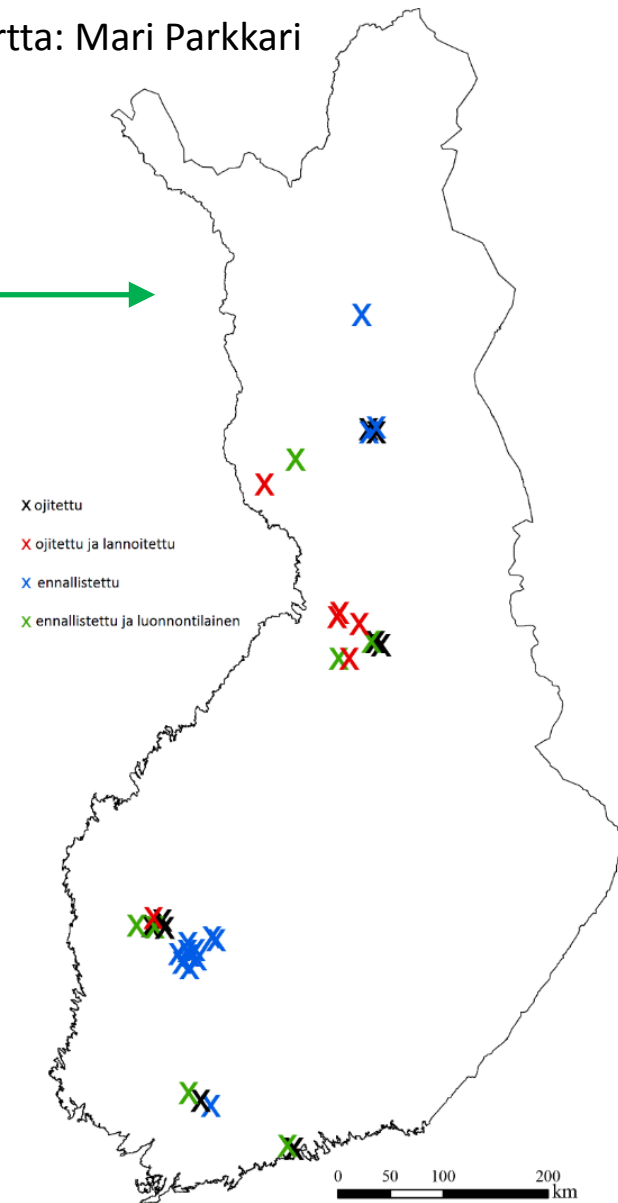 rtta: Mari Parkkari
X ojitettu
X ojitettu ja lannoitettu
X ennallistettu
X ennallistettu ja luonnontilainen
0 50 100 200
km